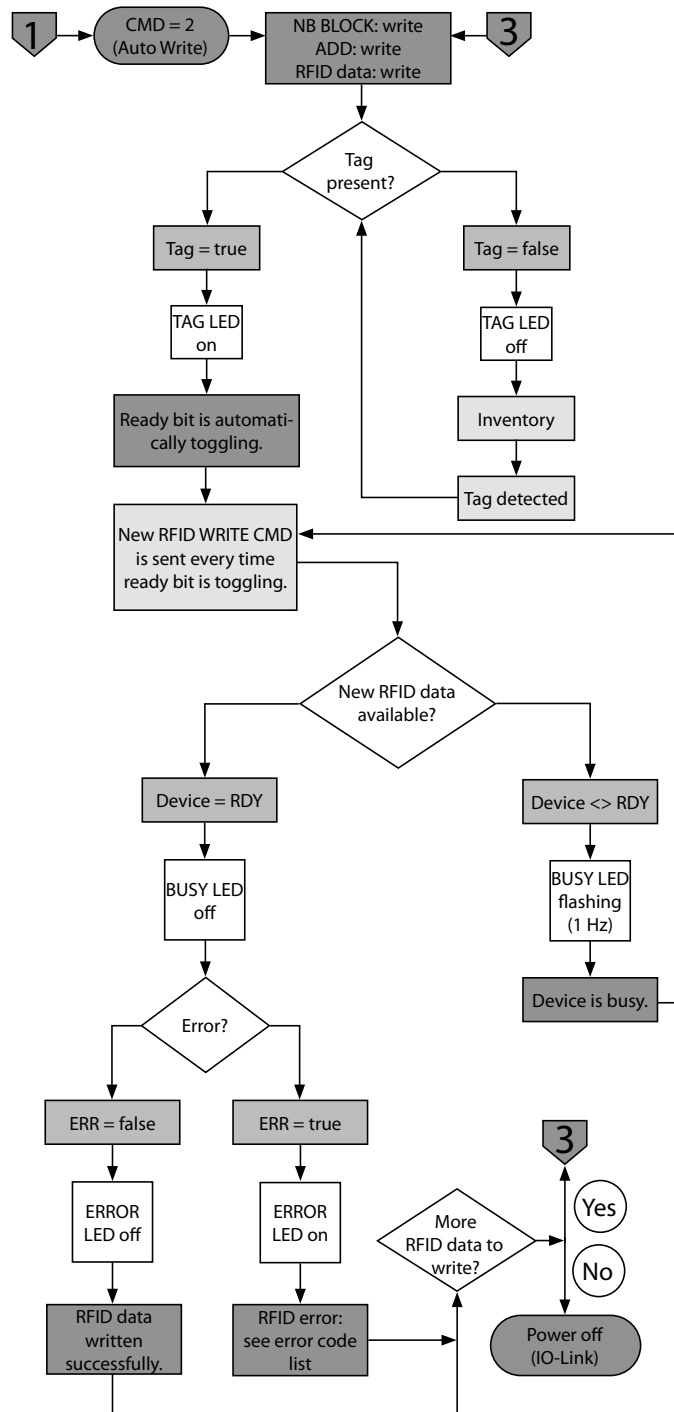 1
CMD = 2
(Auto Write)
NB BLOCK: write
ADD: write
RFID data: write
3
Tag
present?
Tag = true
Tag = false
TAG LED
on
TAG LED
off
Ready bit is automati-
cally toggling.
Inventory
Tag detected
New RFID WRITE CMD
is sent every time
ready bit is toggling.
New RFID data
available?
Device = RDY
Device <> RDY
BUSY LED
off
BUSY LED
flashing
(1 Hz)
Device is busy.
Error?
ERR = false
ERR = true
3
ERROR
LED off
ERROR
LED on
More
RFID data to
write?
Yes
No
RFID data
written
successfully.
RFID error:
see error code
list
Power off
(IO-Link)